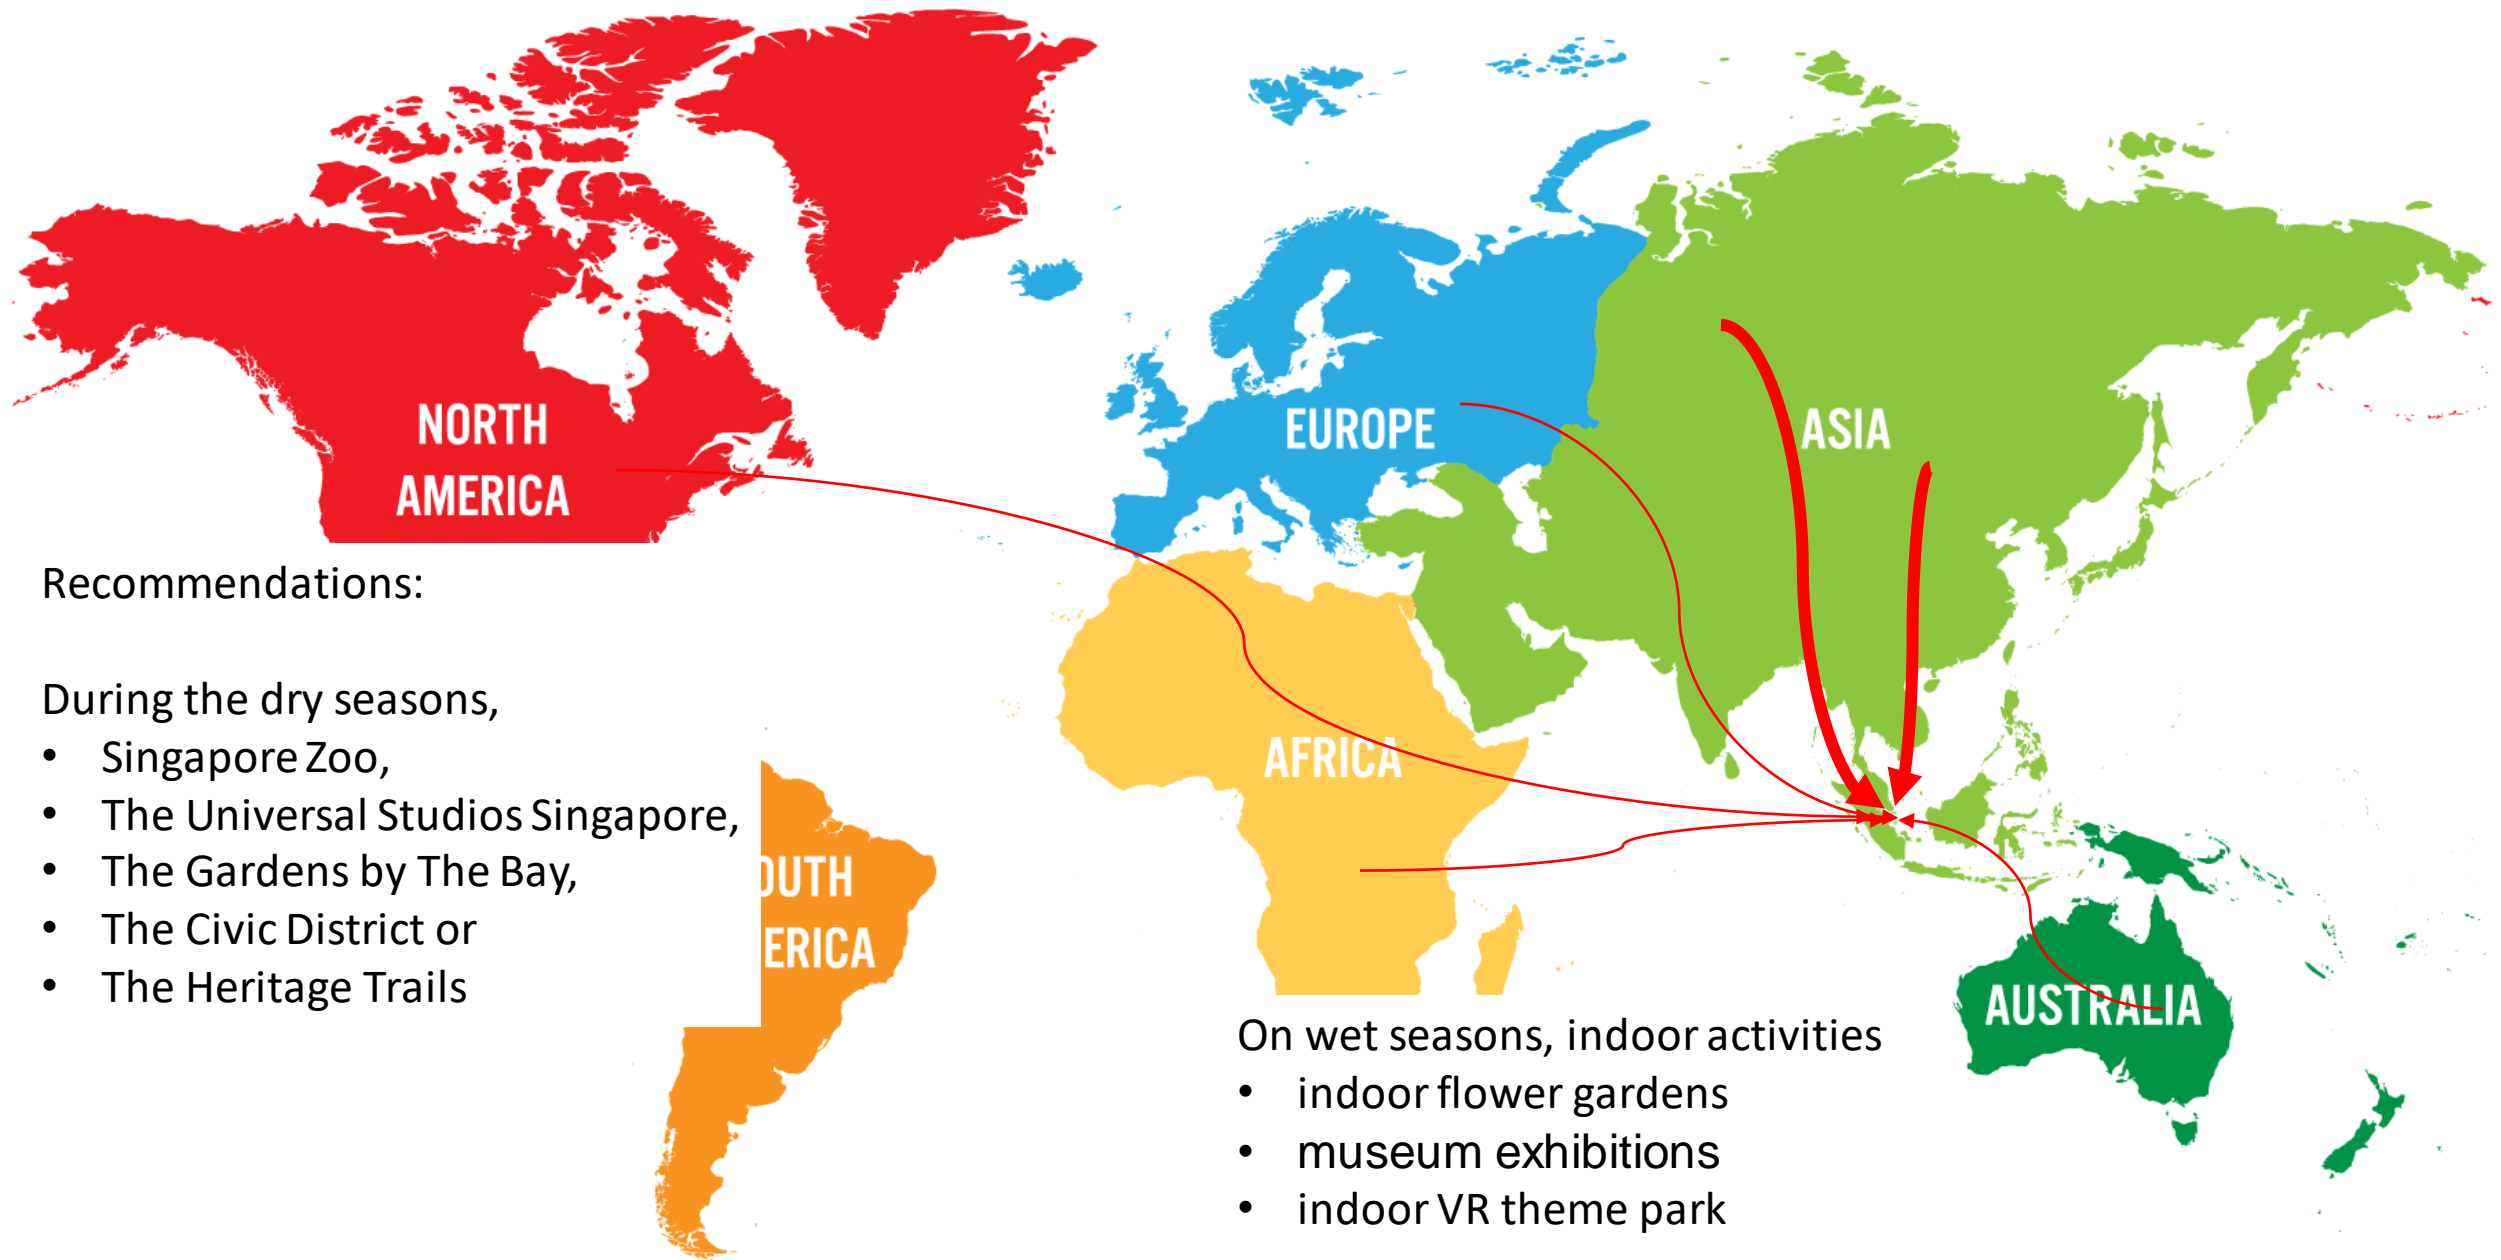 NORTH
AMERICA
EUROPE
ASIA
Recommendations:
During the dry seasons,
• Singapore Zoo,
• The Universal Studios Singapore,
• The Gardens by The Bay,
• The Civic District or
• The Heritage Trails
AFRICA
OUTH
ERICA
AUSTRALIA
On wet seasons, indoor activities
• indoor flower gardens
• museum exhibitions
• indoor VR theme park